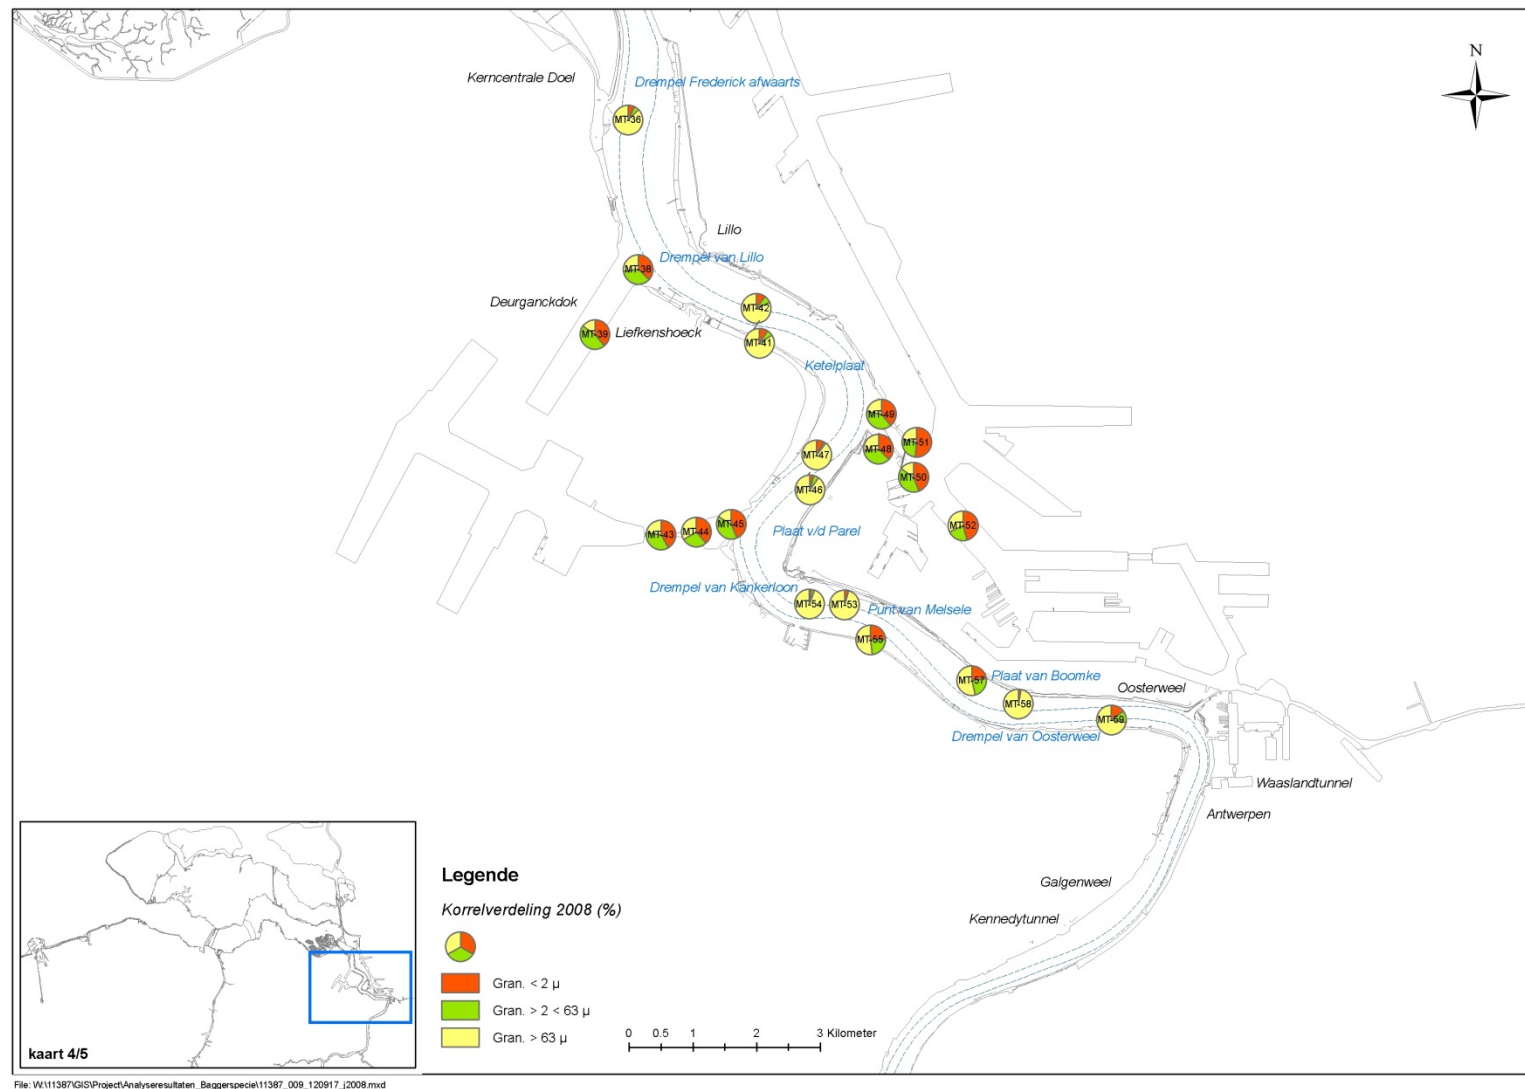 N
Kerncentrale Doel
Drempel Frederick afwaarts
MT-36
Lillo
Drempel van Lillo
MT-38
Deurganckdok
MT-42
MT-39
Liefkenshoeck
MT-41
Ketelplaat
MT-49
MT-51
MT-48
MT-47
MT-50
MT-46
MT-45
MT-52
MT-44
MT-43
Plaat v/d Parel
Drempel van Kankerloon
MT-54
MT-53
Punt van Melsele
MT-55
MT-57
Plaat van Boomke
Oosterweel
MT-58
MT-59
Drempel van Oosterweel
Waaslandtunnel
Antwerpen
Galgenweel
Kennedytunnel
Legende
Korrelverdeling 2008 (%)
Gran. < 2 µ
Gran. > 2 < 63 µ
Gran. > 63 µ
0 0.5 1 2 3 Kilometer
kaart 4/5
File: W:\11387\GIS\Project\Analyseresultaten_Baggerspecie\11387_009_120917_j2008.mxd